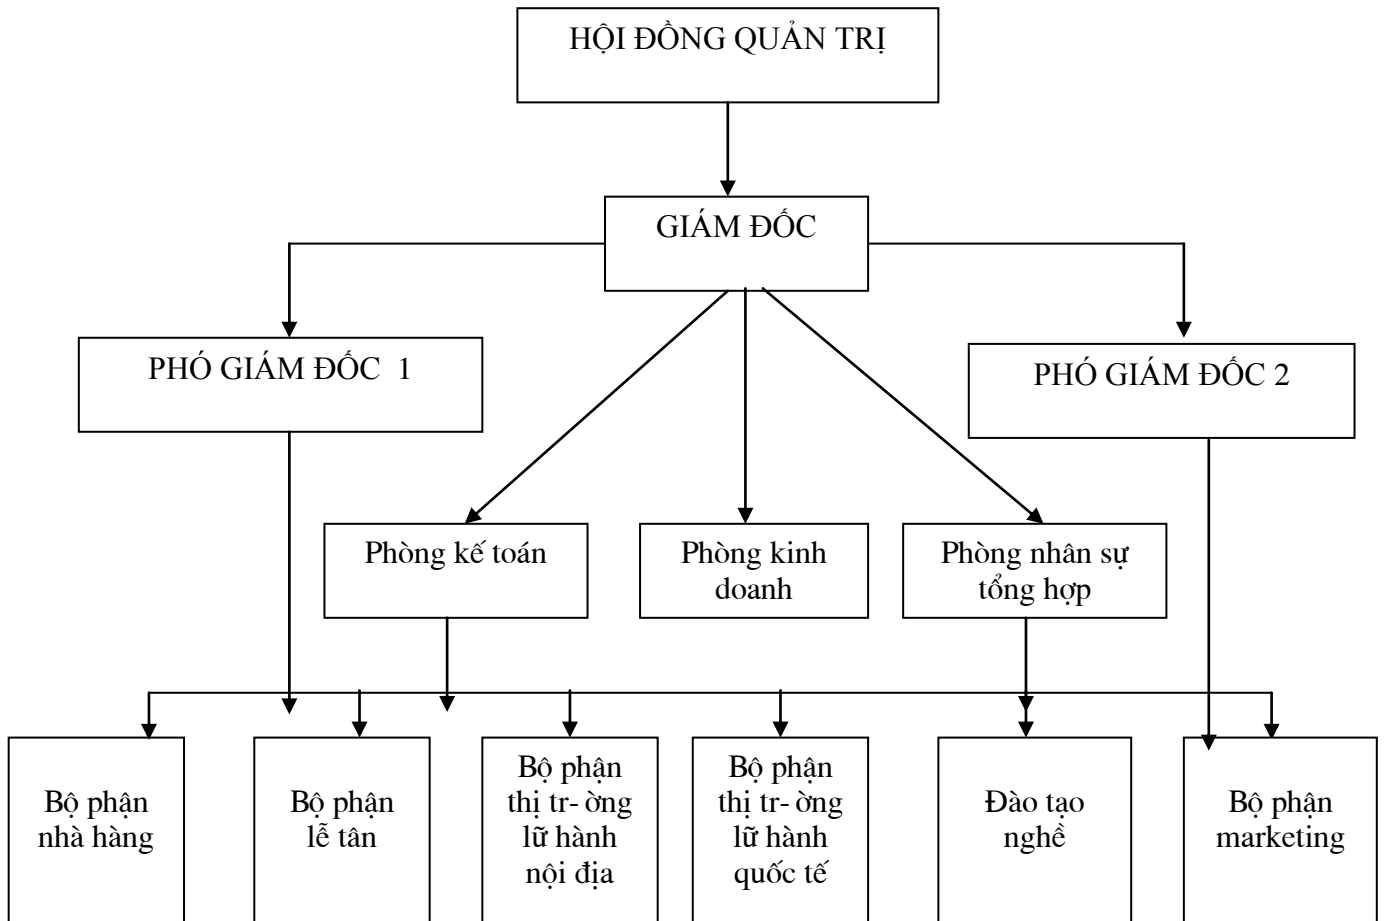 HỘI ĐỒNG QUẢN TRỊ
GIÁM ĐỐC
PHÓ GIÁM ĐỐC 1
PHÓ GIÁM ĐỐC 2
Phòng kế toán
Phòng kinh
doanh
Phòng nhân sự
tổng hợp
Bộ phận
nhà hàng
Bộ phận
lễ tân
Bộ phận
thị tr- ờng
lữ hành
nội địa
Bộ phận
thị tr- ờng
lữ hành
quốc tế
Đào tạo
nghề
Bộ phận
marketing